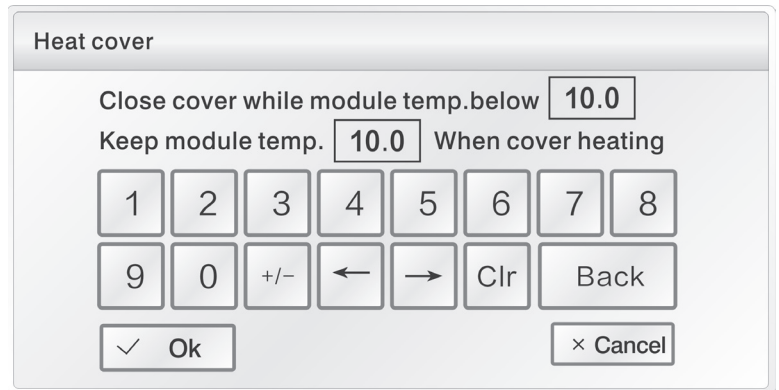 Heat cover
Close cover while module temp.below 10.0
Keep module temp. 10.0 When cover heating
1 2 3 4 5 6 7 8
9 0 +/- ← → Clr Back
✓ Ok × Cancel